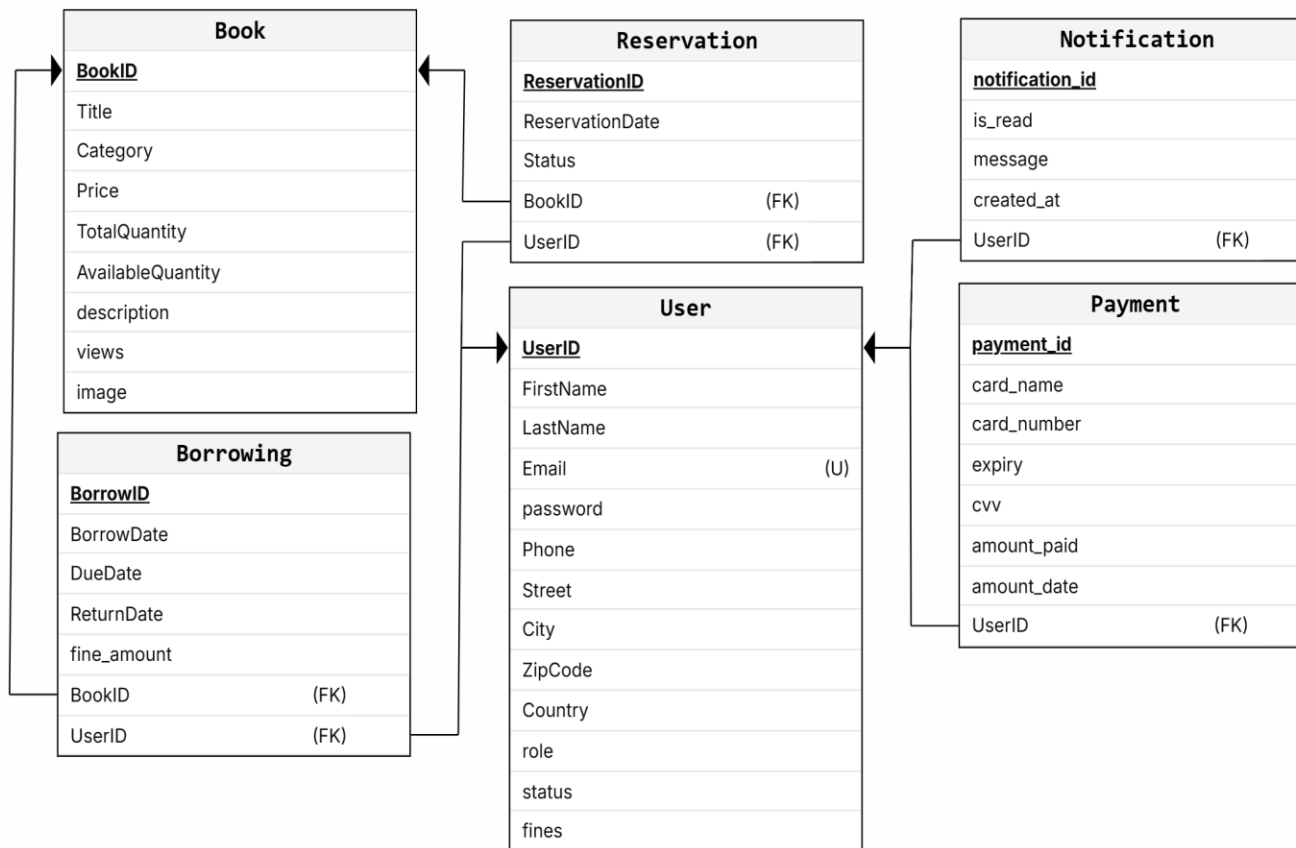 Book
BookID
Title
Category
Price
TotalQuantity
AvailableQuantity
description
views
image
Borrowing
BorrowID
BorrowDate
DueDate
ReturnDate
fine_amount
BookID (FK)
UserID (FK)
Reservation
ReservationID
ReservationDate
Status
BookID (FK)
UserID (FK)
User
UserID
FirstName
LastName
Email (U)
password
Phone
Street
City
ZipCode
Country
role
status
fines
Notification
notification_id
is_read
message
created_at
UserID (FK)
Payment
payment_id
card_name
card_number
expiry
cvv
amount_paid
amount_date
UserID (FK)